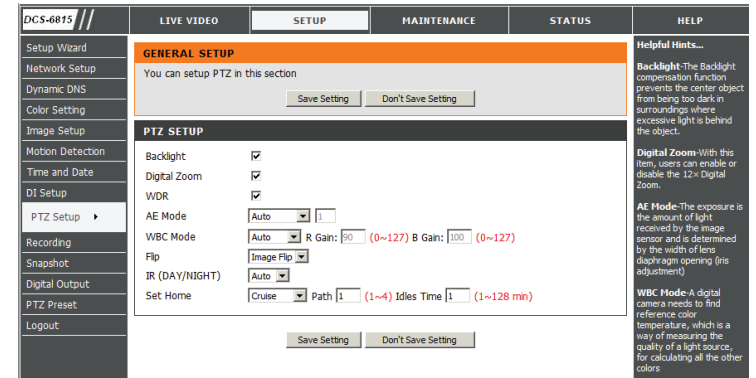 DCS-6815
LIVE VIDEO
SETUP
MAINTENANCE
STATUS
HELP
Setup Wizard
Network Setup
Dynamic DNS
Color Setting
Image Setup
Motion Detection
Time and Date
DI Setup
PTZ Setup
Recording
Snapshot
Digital Output
PTZ Preset
Logout
GENERAL SETUP
You can setup PTZ in this section
Save Setting Don't Save Setting
PTZ SETUP
Backlight
Digital Zoom
WDR
AE Mode Auto 1
WBC Mode Auto R Gain: 90 (0~127) B Gain: 100 (0~127)
Flip Image Flip
IR (DAY/NIGHT) Auto
Set Home Cruise Path 1 (1~4) Idles Time 1 (1~128 min)
Save Setting Don't Save Setting
Helpful Hints...
Backlight-The Backlight
compensation function
prevents the center object
from being too dark in
surroundings where
excessive light is behind
the object.
Digital Zoom-With this
item, users can enable or
disable the 12× Digital
Zoom.
AE Mode-The exposure is
the amount of light
received by the image
sensor and is determined
by the width of lens
diaphragm opening (iris
adjustment)
WBC Mode-A digital
camera needs to find
reference color
temperature, which is a
way of measuring the
quality of a light source,
for calculating all the other
colors